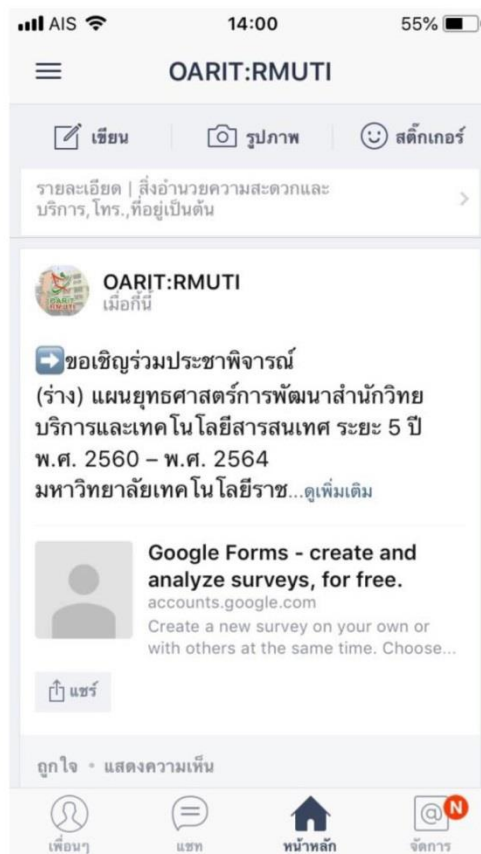 AIS 14:00 55%
OARIT:RMUTI
เขียน รูปภาพ สติ๊กเกอร์
รายละเอียด | สิ่งอำนวยความสะดวกและ
บริการ, โทร.,ที่อยู่เป็นต้น
OARIT:RMUTI
เมื่อกี้นี้
➡️ขอเชิญร่วมประชาพิจารณ์
(ร่าง) แผนยุทธศาสตร์การพัฒนาสำนักวิทย
บริการและเทคโนโลยีสารสนเทศ ระยะ 5 ปี
พ.ศ. 2560 – พ.ศ. 2564
มหาวิทยาลัยเทคโนโลยีราช...ดูเพิ่มเติม
Google Forms - create and
analyze surveys, for free.
accounts.google.com
Create a new survey on your own or
with others at the same time. Choose...
แชร์
ถูกใจ • แสดงความเห็น
N
เพื่อนๆ แชท หน้าหลัก จัดการ